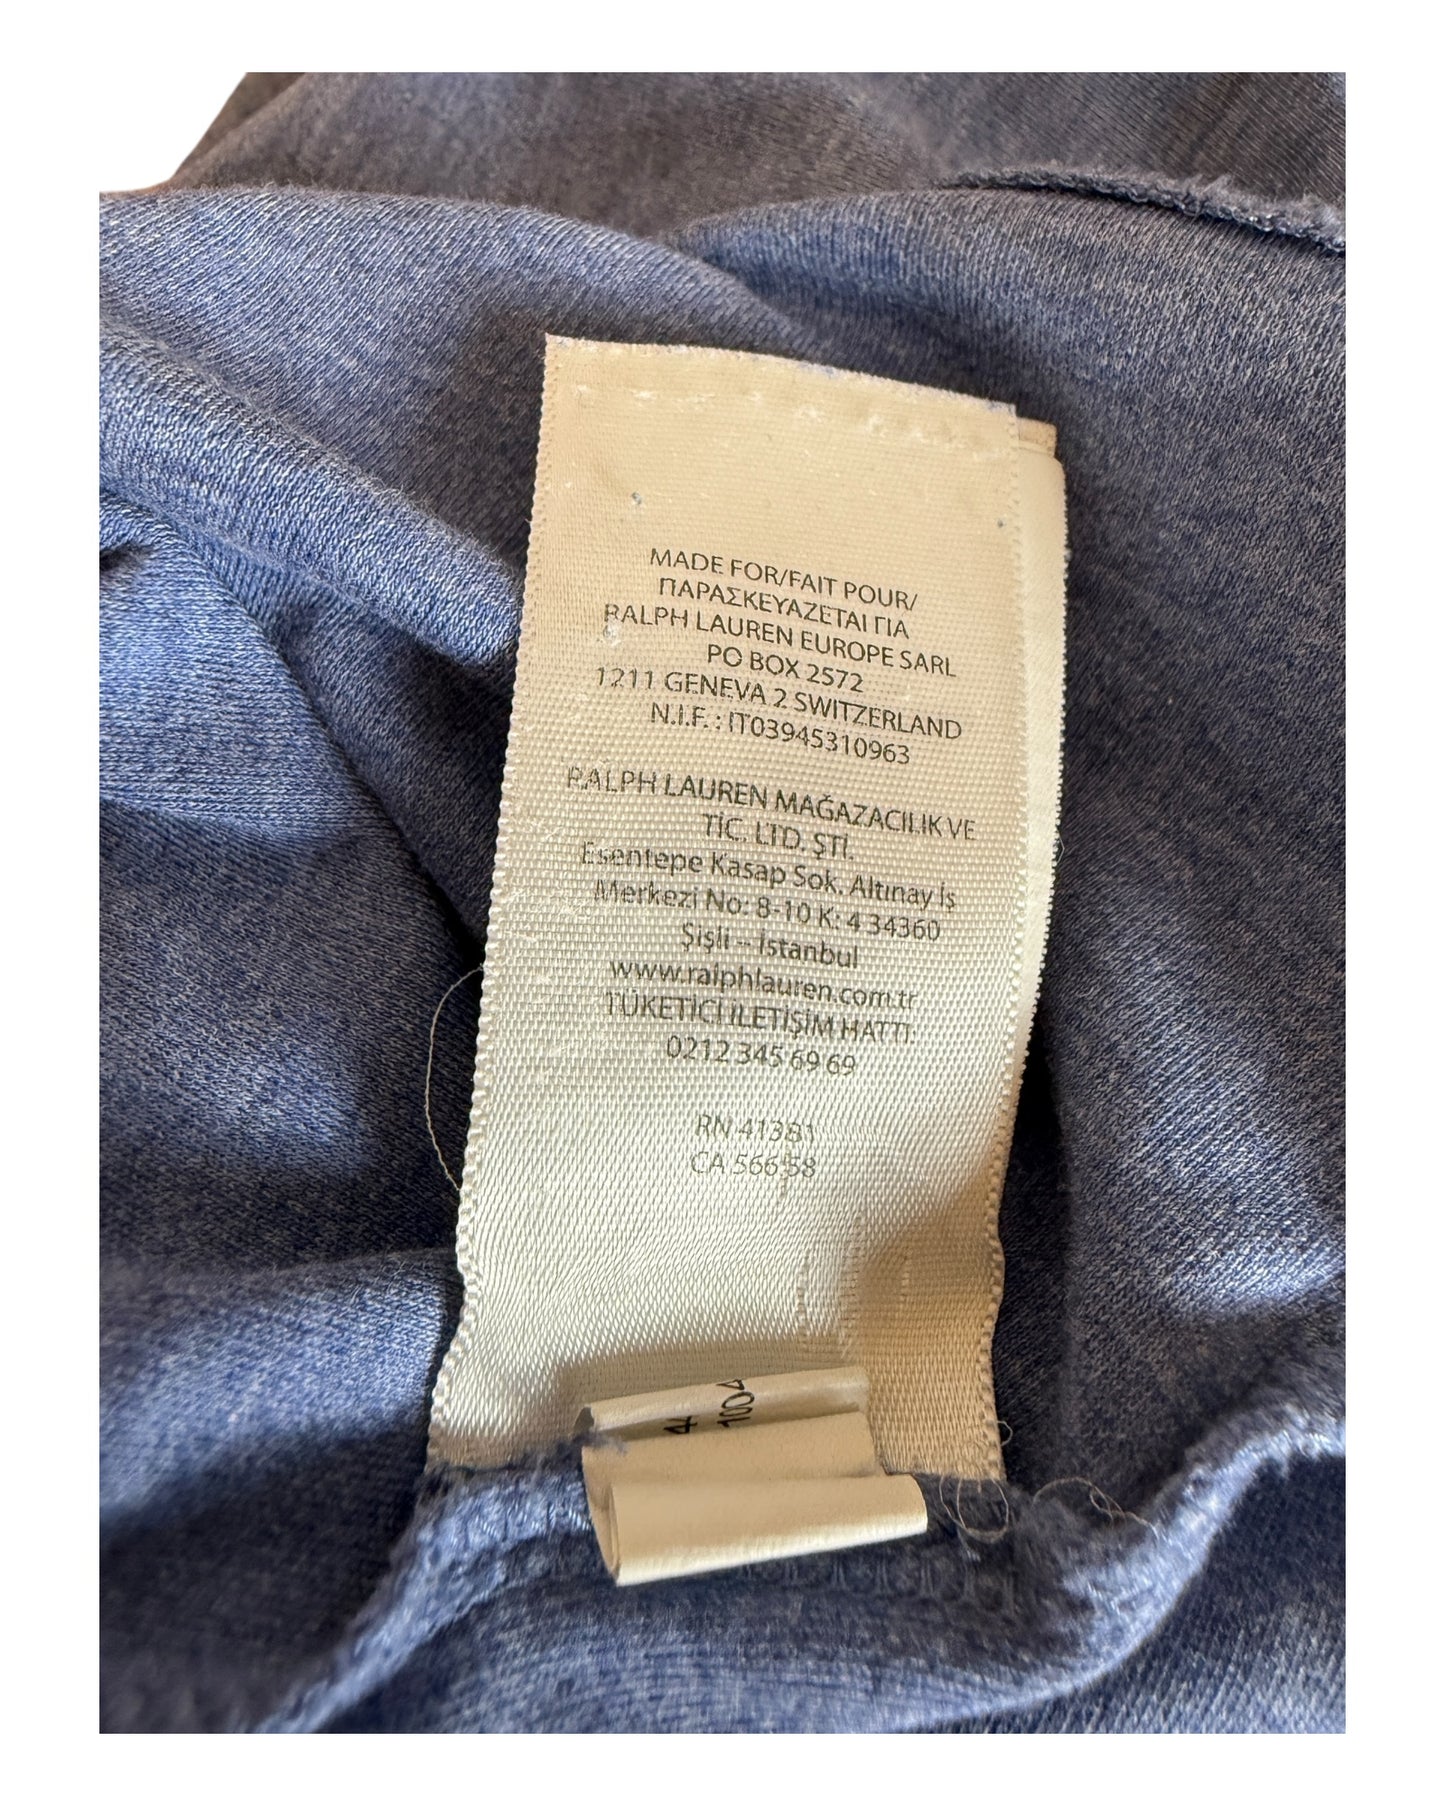 MADE FOR/FAIT POUR/
ΠΑΡΑΣΚΕΥΑΖΕΤΑΙ ΓΙΑ
RALPH LAUREN EUROPE SARL
PO BOX 2572
1211 GENEVA 2 SWITZERLAND
N.I.F. : IT03945310963
RALPH LAUREN MAĞAZACILIK VE
TİC. LTD. ŞTİ.
Esentepe Kasap Sok. Altınay İş
Merkezi No: 8-10 K: 4 34360
Şişli – İstanbul
www.ralphlauren.com.tr
TÜKETİCİ İLETİŞİM HATTI
0212 345 69 69
RN 41381
CA 56658